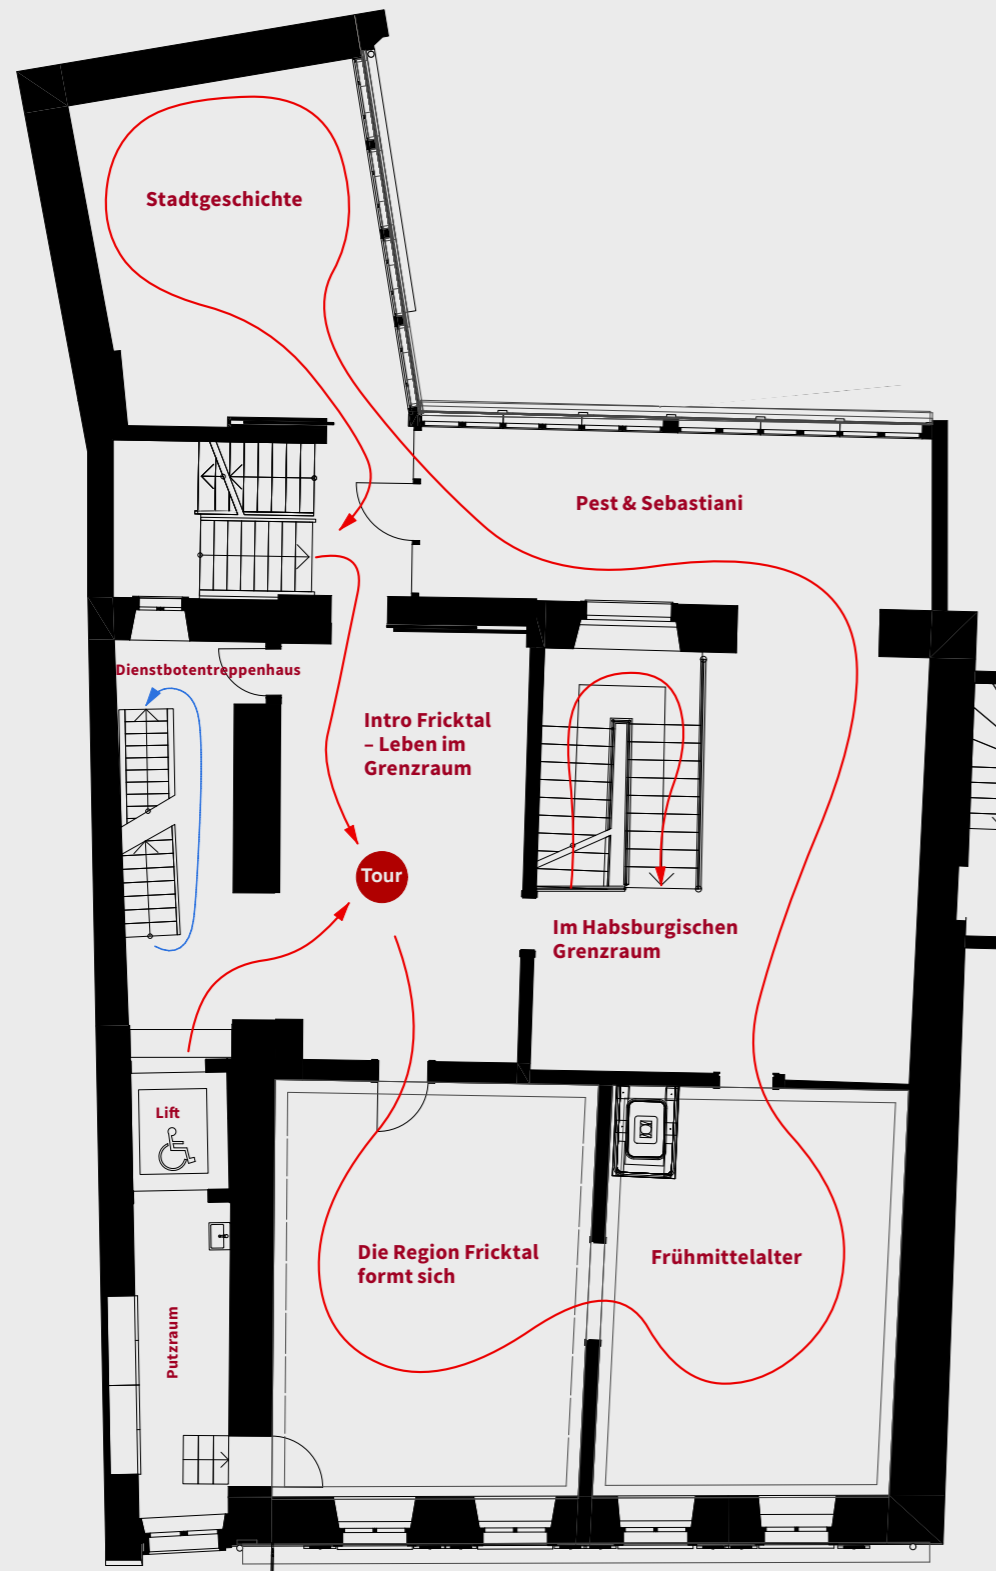 Stadtgeschichte
Pest & Sebastiani
Dienstbotentreppenhaus
Intro Fricktal
– Leben im
Grenzraum
Tour
Im Habsburgischen
Grenzraum
Lift
Die Region Fricktal
formt sich
Frühmittelalter
Putzraum